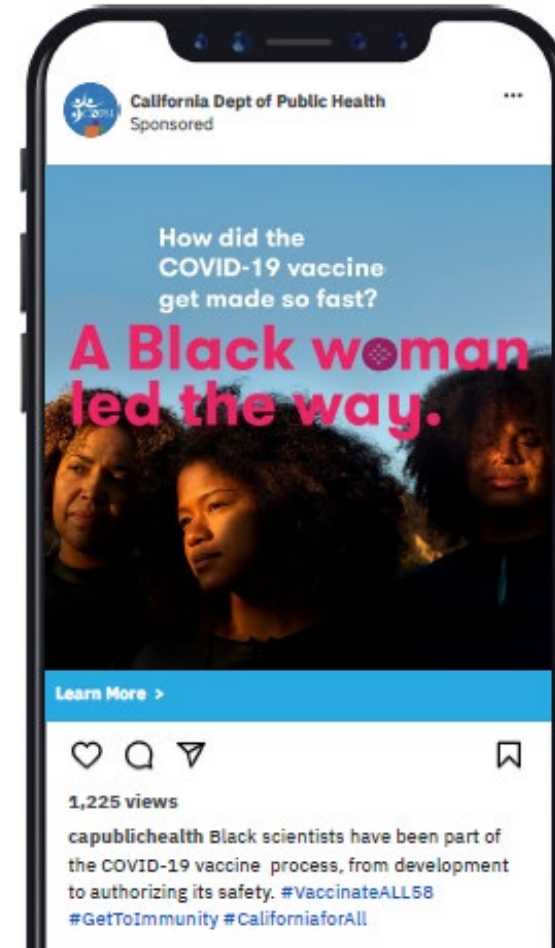 California Dept of Public Health
Sponsored
How did the
COVID-19 vaccine
get made so fast?
A Black woman
led the way.
Learn More >
1,225 views
capublichealth Black scientists have been part of
the COVID-19 vaccine process, from development
to authorizing its safety. #VaccinateALL58
#GetToImmunity #CaliforniaforAll